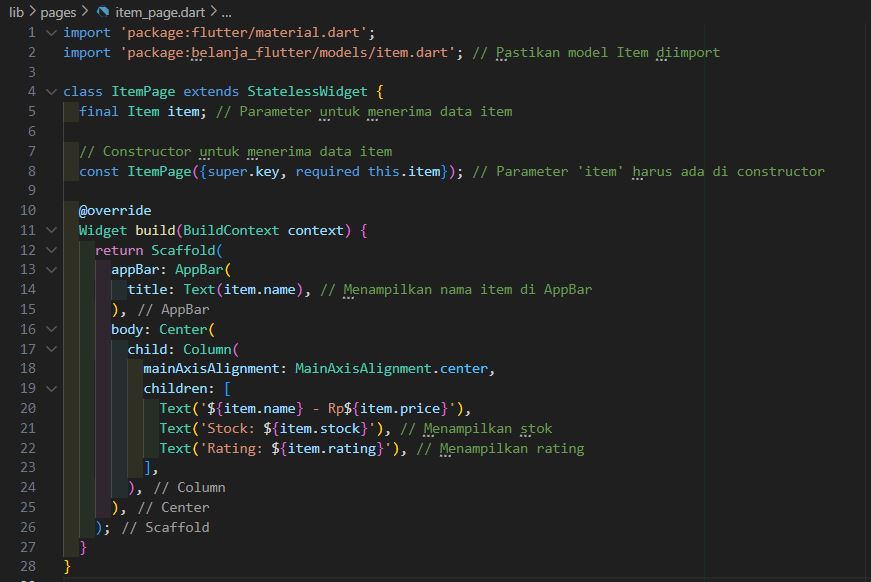 lib > pages > item_page.dart > ...
1 import 'package:flutter/material.dart';
2 import 'package:belanja_flutter/models/item.dart'; // Pastikan model Item diimport
3
4 class ItemPage extends StatelessWidget {
5   final Item item; // Parameter untuk menerima data item
6
7   // Constructor untuk menerima data item
8   const ItemPage({super.key, required this.item}); // Parameter 'item' harus ada di constructor
9
10   @override
11   Widget build(BuildContext context) {
12     return Scaffold(
13       appBar: AppBar(
14         title: Text(item.name), // Menampilkan nama item di AppBar
15       ), // AppBar
16       body: Center(
17         child: Column(
18           mainAxisAlignment: MainAxisAlignment.center,
19           children: [
20             Text('${item.name} - Rp${item.price}'),
21             Text('Stock: ${item.stock}'), // Menampilkan stok
22             Text('Rating: ${item.rating}'), // Menampilkan rating
23           ],
24         ), // Column
25       ), // Center
26     ); // Scaffold
27   }
28 }